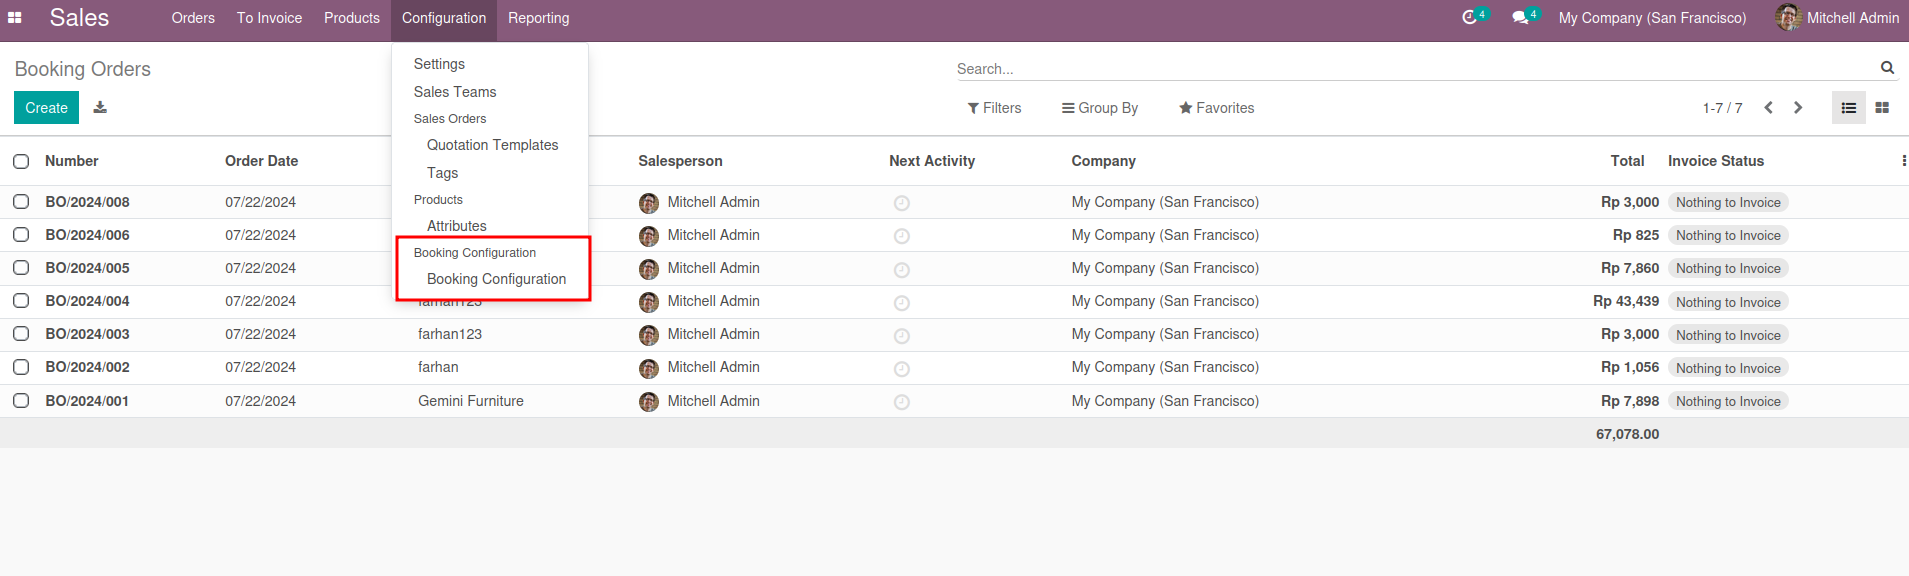 Sales Orders To Invoice Products Configuration Reporting 4 4 My Company (San Francisco) Mitchell Admin
Booking Orders Search...
Create Filters Group By Favorites 1-7 / 7
Settings
Sales Teams
Sales Orders
Quotation Templates
Tags
Products
Attributes
Booking Configuration
Booking Configuration
Number Order Date Salesperson Next Activity Company Total Invoice Status
BO/2024/008 07/22/2024 Mitchell Admin My Company (San Francisco) Rp 3,000 Nothing to Invoice
BO/2024/006 07/22/2024 Mitchell Admin My Company (San Francisco) Rp 825 Nothing to Invoice
BO/2024/005 07/22/2024 Mitchell Admin My Company (San Francisco) Rp 7,860 Nothing to Invoice
BO/2024/004 07/22/2024 farhan123 Mitchell Admin My Company (San Francisco) Rp 43,439 Nothing to Invoice
BO/2024/003 07/22/2024 farhan123 Mitchell Admin My Company (San Francisco) Rp 3,000 Nothing to Invoice
BO/2024/002 07/22/2024 farhan Mitchell Admin My Company (San Francisco) Rp 1,056 Nothing to Invoice
BO/2024/001 07/22/2024 Gemini Furniture Mitchell Admin My Company (San Francisco) Rp 7,898 Nothing to Invoice
67,078.00